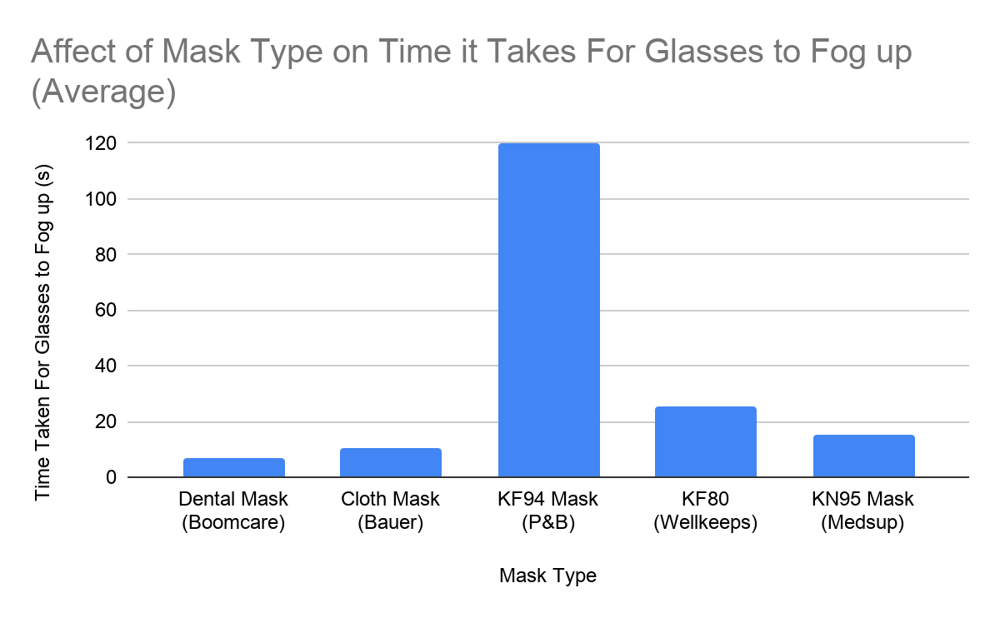 Affect of Mask Type on Time it Takes For Glasses to Fog up
(Average)
Time Taken For Glasses to Fog up (s)
120
100
80
60
40
20
0
Dental Mask
(Boomcare)
Cloth Mask
(Bauer)
KF94 Mask
(P&B)
KF80
(Wellkeeps)
KN95 Mask
(Medsup)
Mask Type